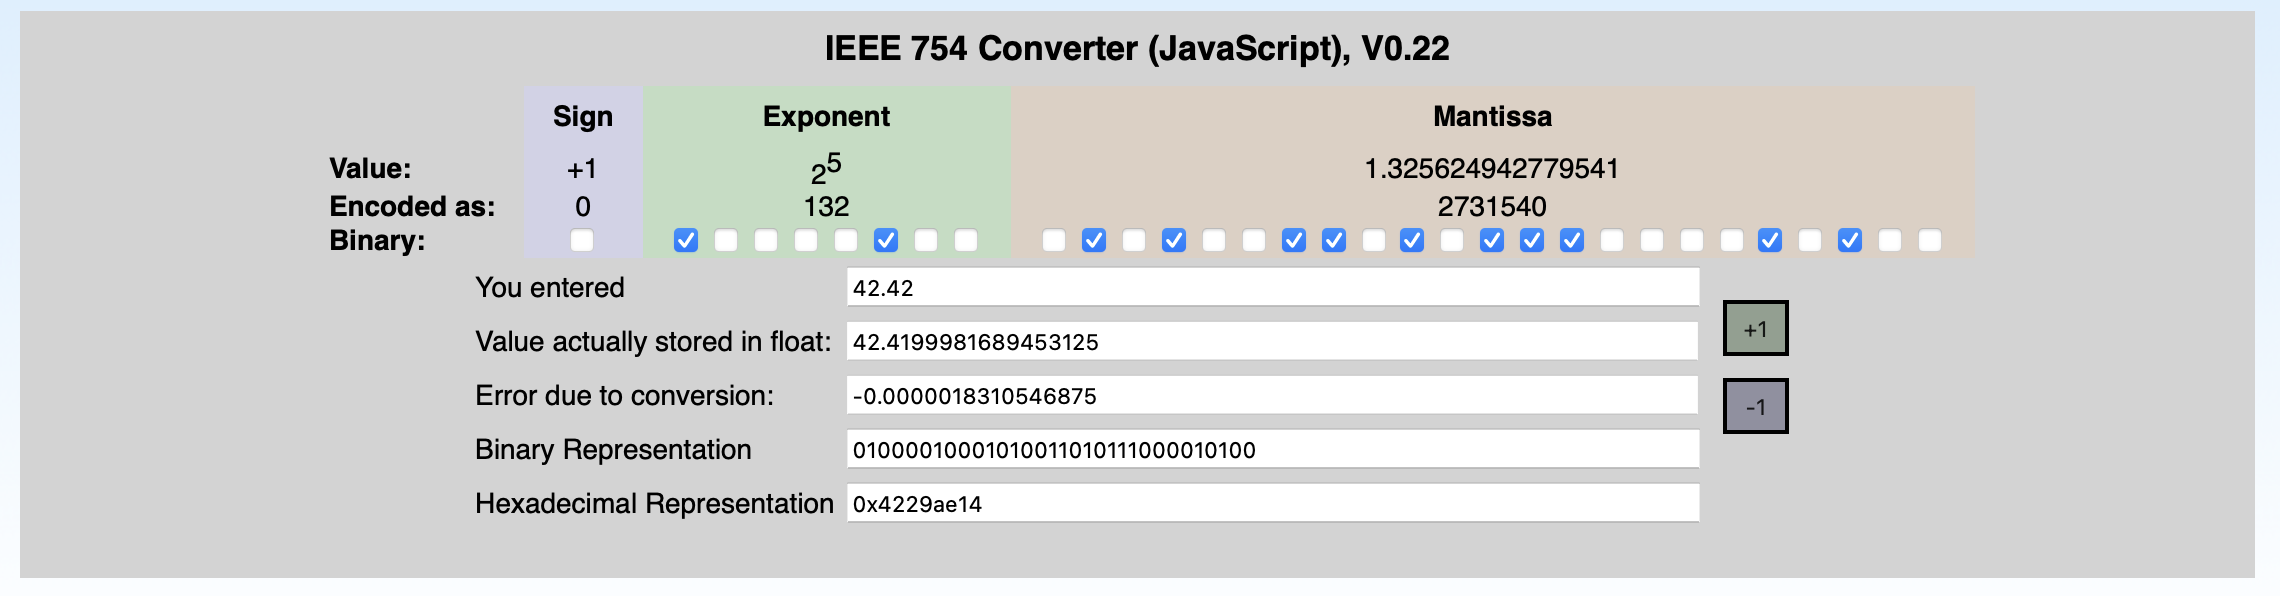 IEEE 754 Converter (JavaScript), V0.22
Sign Exponent Mantissa
Value: +1 2⁵ 1.325624942779541
Encoded as: 0 132 2731540
Binary:
You entered 42.42
Value actually stored in float: 42.4199981689453125
+1
Error due to conversion: -0.0000018310546875
-1
Binary Representation 01000010001010011010111000010100
Hexadecimal Representation 0x4229ae14